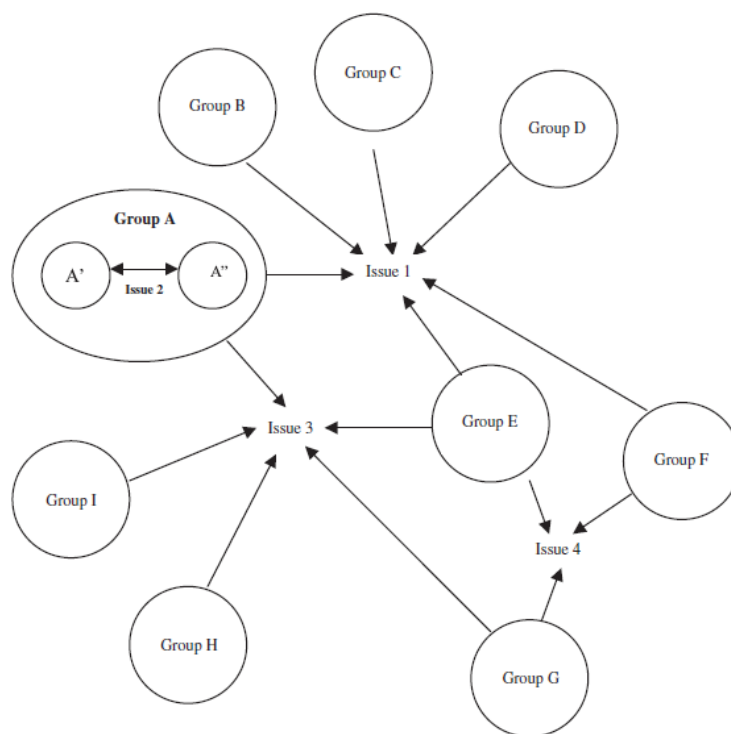 Group C
Group B
Group D
Group A
A’
A”
Issue 2
Issue 1
Group E
Issue 3
Group F
Group I
Issue 4
Group H
Group G